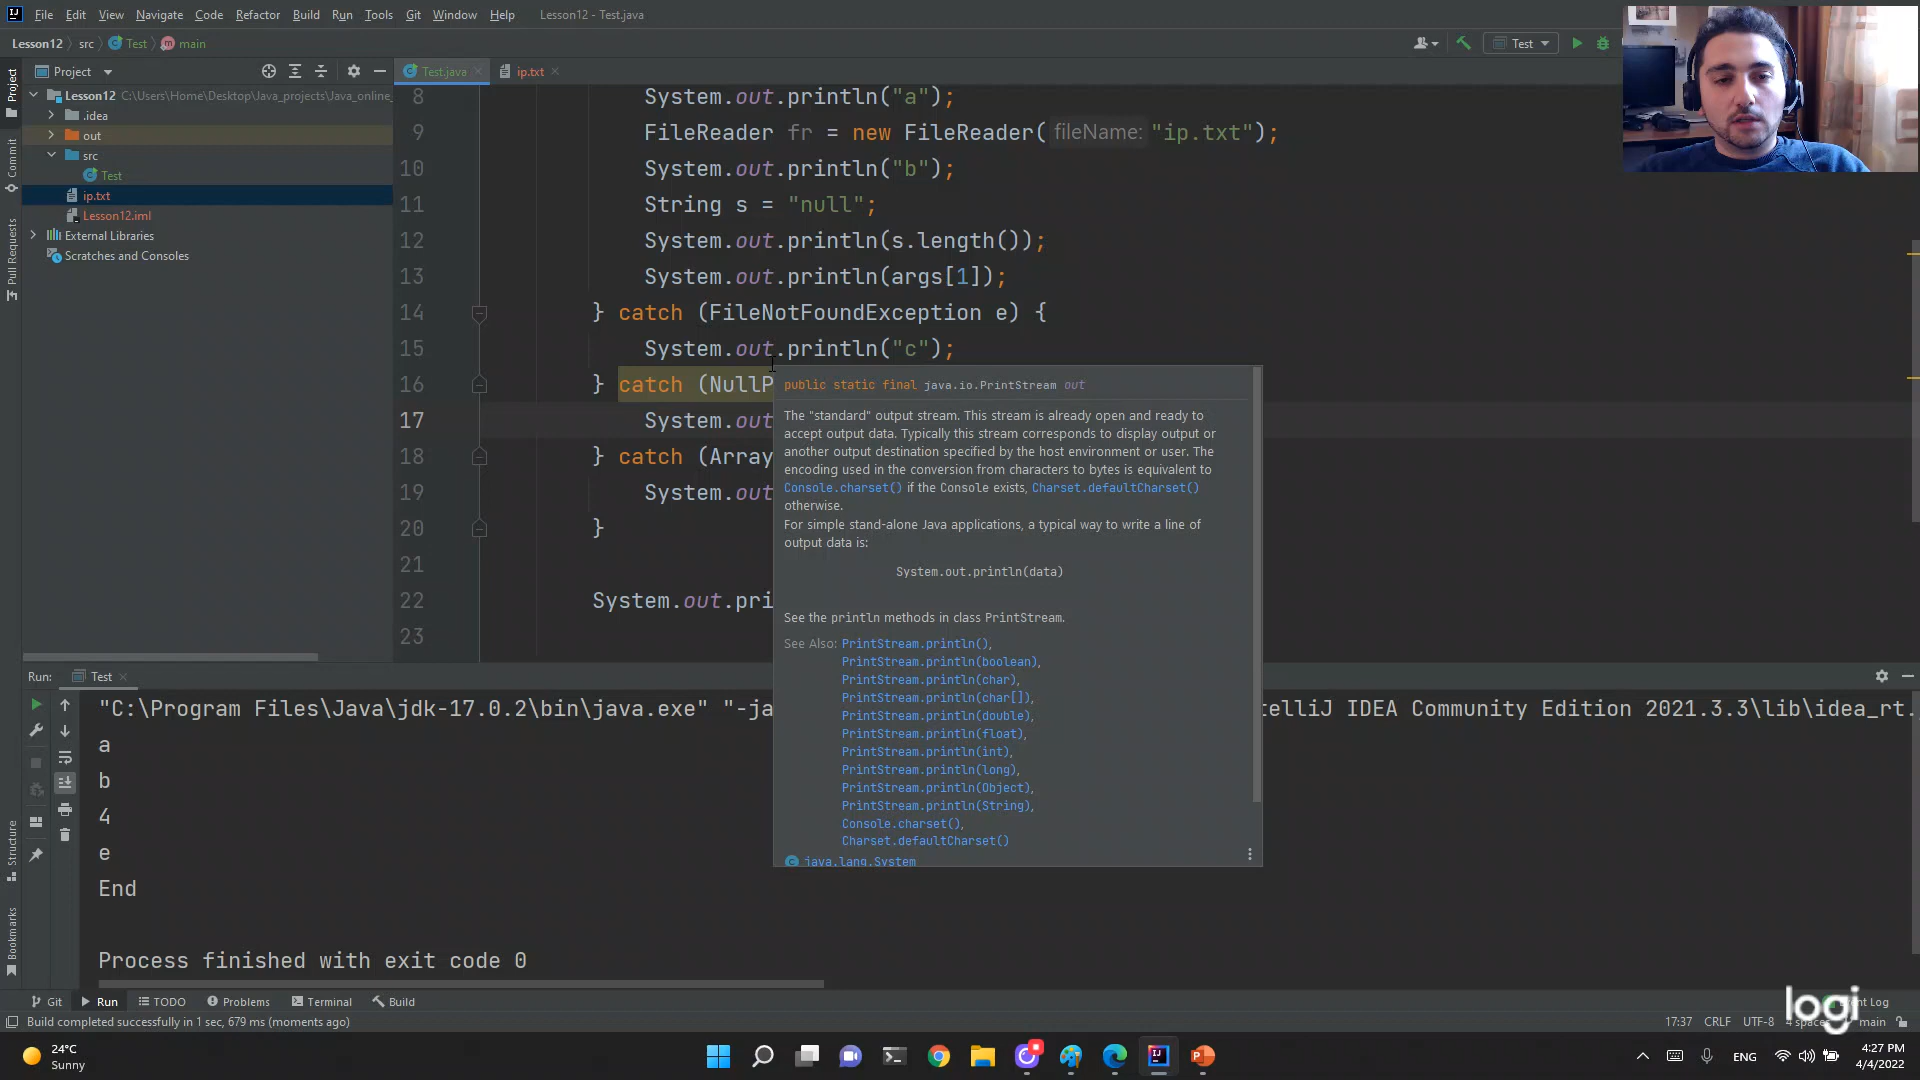 File Edit View Navigate Code Refactor Build Run Tools Git Window Help Lesson12 - Test.java
Lesson12 src Test main
Test
Project
Test.java
ip.txt
Lesson12 C:\Users\Home\Desktop\Java_projects\Java_online_
.idea
out
src
Test
ip.txt
Lesson12.iml
External Libraries
Scratches and Consoles
Project
Commit
Pull Requests
Structure
Bookmarks
8 System.out.println("a");
9 FileReader fr = new FileReader( fileName: "ip.txt");
10 System.out.println("b");
11 String s = "null";
12 System.out.println(s.length());
13 System.out.println(args[1]);
14 } catch (FileNotFoundException e) {
15 System.out.println("c");
16 } catch (NullP
17 System.out
18 } catch (Array
19 System.out
20 }
21
22 System.out.pri
23
public static final java.io.PrintStream out
The "standard" output stream. This stream is already open and ready to
accept output data. Typically this stream corresponds to display output or
another output destination specified by the host environment or user. The
encoding used in the conversion from characters to bytes is equivalent to
Console.charset() if the Console exists, Charset.defaultCharset()
otherwise.
For simple stand-alone Java applications, a typical way to write a line of
output data is:
System.out.println(data)
See the println methods in class PrintStream.
See Also: PrintStream.println(),
PrintStream.println(boolean),
PrintStream.println(char),
PrintStream.println(char[]),
PrintStream.println(double),
PrintStream.println(float),
PrintStream.println(int),
PrintStream.println(long),
PrintStream.println(Object),
PrintStream.println(String),
Console.charset(),
Charset.defaultCharset()
java.lang.System
Run: Test
"C:\Program Files\Java\jdk-17.0.2\bin\java.exe" "-ja
telliJ IDEA Community Edition 2021.3.3\lib\idea_rt.
a
b
4
e
End
Process finished with exit code 0
Git Run TODO Problems Terminal Build
Log
logi
Build completed successfully in 1 sec, 679 ms (moments ago)
17:37 CRLF UTF-8 4 spaces main
24°C
Sunny
ENG
4:27 PM
4/4/2022